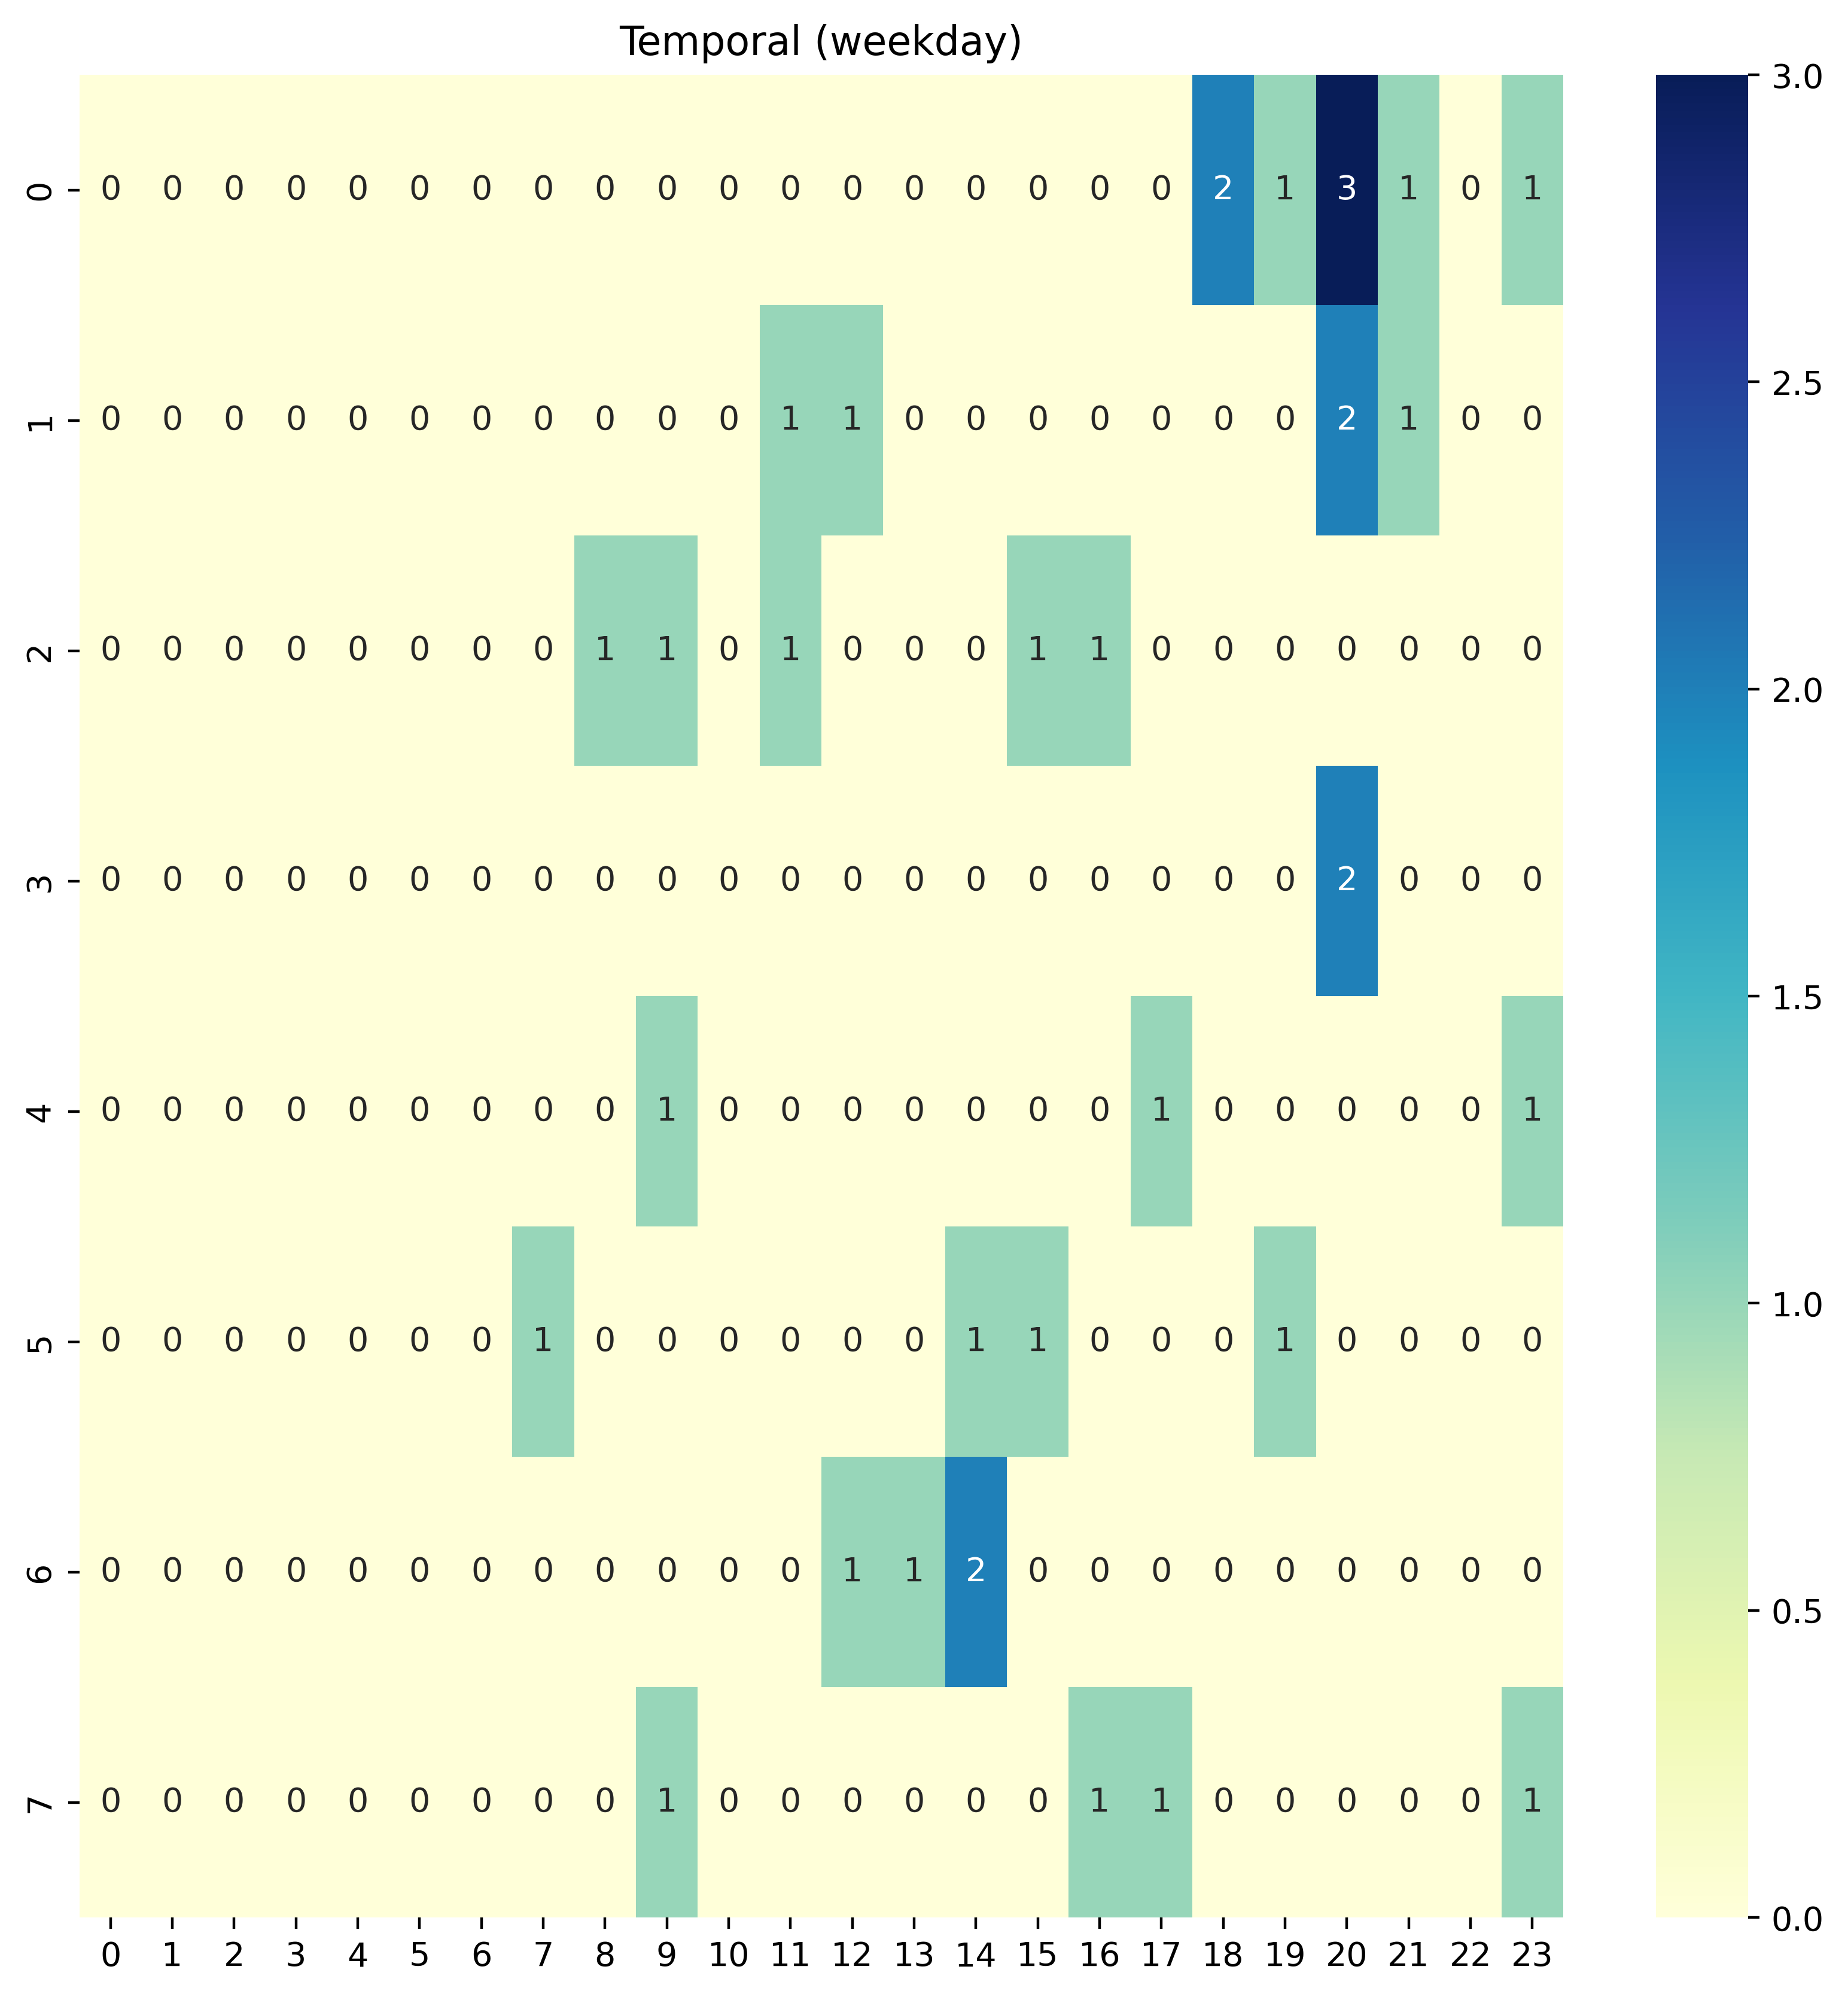 Temporal (weekday)
3.0
0 0 0 0 0 0 0 0 0 0 0 0 0 0 0 0 0 0 0 2 1 3 1 0 1
2.5
1 0 0 0 0 0 0 0 0 0 0 0 1 1 0 0 0 0 0 0 0 2 1 0 0
2 0 0 0 0 0 0 0 0 1 1 0 1 0 0 0 1 1 0 0 0 0 0 0 0
2.0
3 0 0 0 0 0 0 0 0 0 0 0 0 0 0 0 0 0 0 0 0 2 0 0 0
1.5
4 0 0 0 0 0 0 0 0 0 1 0 0 0 0 0 0 0 1 0 0 0 0 0 1
1.0
5 0 0 0 0 0 0 0 1 0 0 0 0 0 0 1 1 0 0 0 1 0 0 0 0
6 0 0 0 0 0 0 0 0 0 0 0 0 1 1 2 0 0 0 0 0 0 0 0 0
0.5
7 0 0 0 0 0 0 0 0 0 1 0 0 0 0 0 0 1 1 0 0 0 0 0 1
0.0
0 1 2 3 4 5 6 7 8 9 10 11 12 13 14 15 16 17 18 19 20 21 22 23